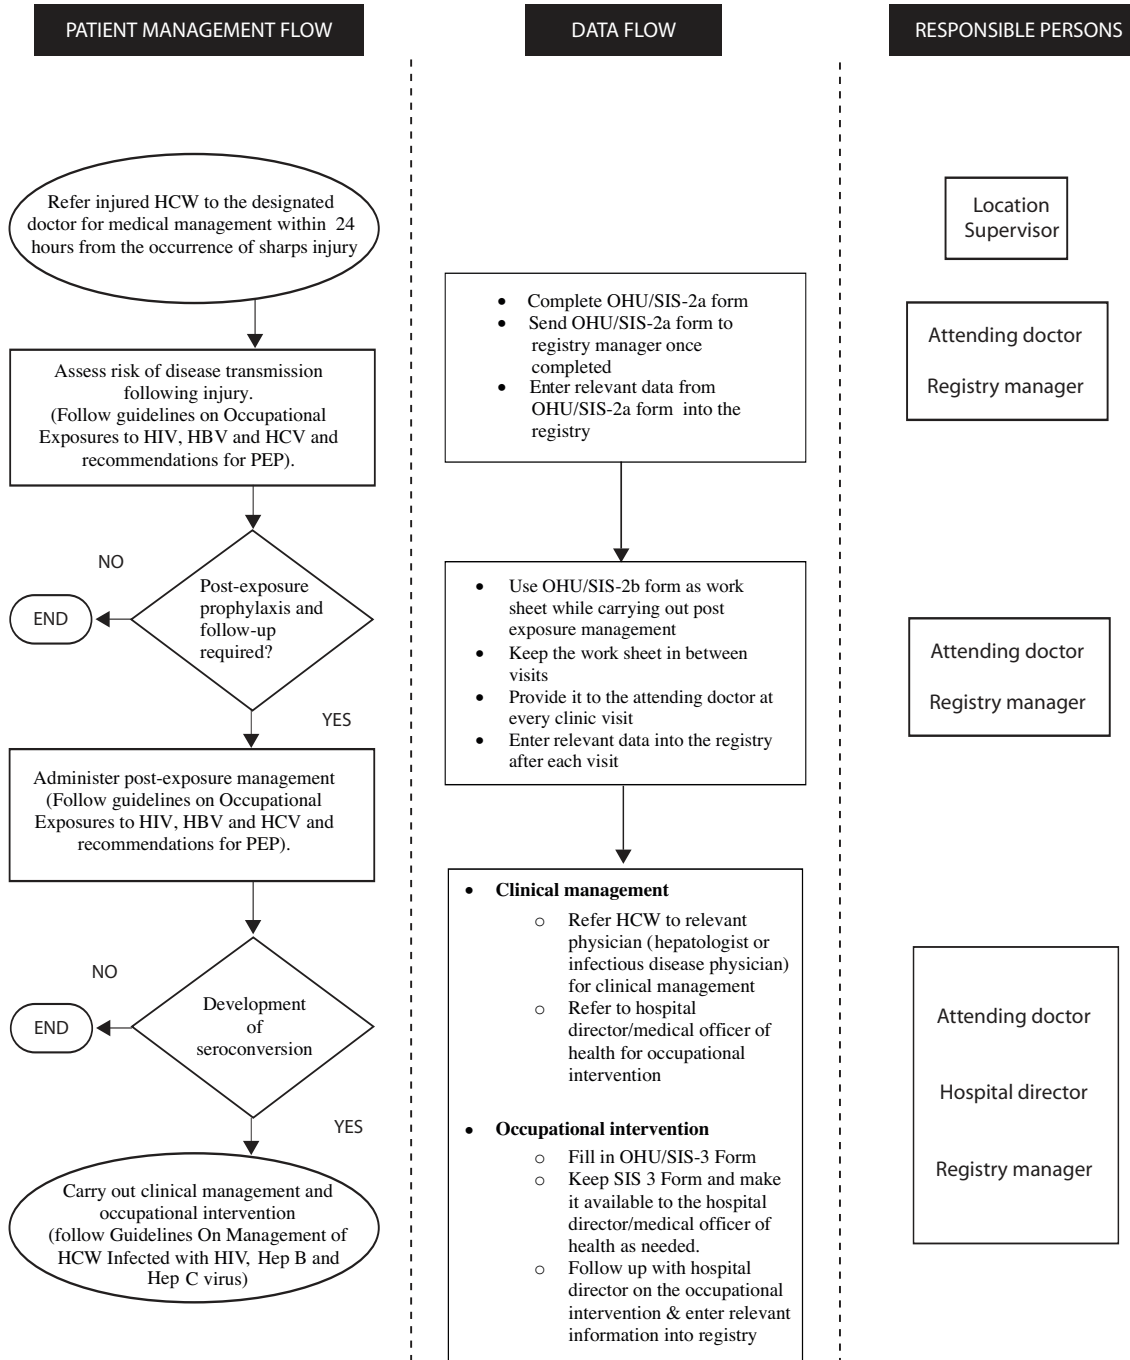 PATIENT MANAGEMENT FLOW
DATA FLOW
RESPONSIBLE PERSONS
Refer injured HCW to the designated
doctor for medical management within 24
hours from the occurrence of sharps injury
Location
Supervisor
• Complete OHU/SIS-2a form
• Send OHU/SIS-2a form to
registry manager once
completed
• Enter relevant data from
OHU/SIS-2a form into the
registry
Attending doctor
Registry manager
Assess risk of disease transmission
following injury.
(Follow guidelines on Occupational
Exposures to HIV, HBV and HCV and
recommendations for PEP).
NO
Post-exposure
prophylaxis and
follow-up
required?
END
YES
• Use OHU/SIS-2b form as work
sheet while carrying out post
exposure management
• Keep the work sheet in between
visits
• Provide it to the attending doctor at
every clinic visit
• Enter relevant data into the registry
after each visit
Attending doctor
Registry manager
Administer post-exposure management
(Follow guidelines on Occupational
Exposures to HIV, HBV and HCV and
recommendations for PEP).
NO
Development
of
seroconversion
END
YES
Carry out clinical management and
occupational intervention
(follow Guidelines On Management of
HCW Infected with HIV, Hep B and
Hep C virus)
• Clinical management
o Refer HCW to relevant
physician (hepatologist or
infectious disease physician)
for clinical management
o Refer to hospital
director/medical officer of
health for occupational
intervention
• Occupational intervention
o Fill in OHU/SIS-3 Form
o Keep SIS 3 Form and make
it available to the hospital
director/medical officer of
health as needed.
o Follow up with hospital
director on the occupational
intervention & enter relevant
information into registry
Attending doctor
Hospital director
Registry manager